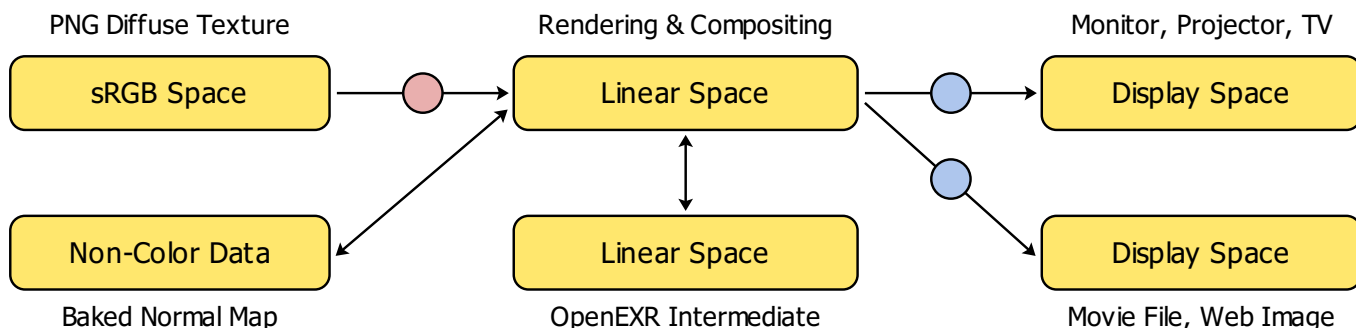 PNG Diffuse Texture
Rendering & Compositing
Monitor, Projector, TV
sRGB Space
Linear Space
Display Space
Non-Color Data
Linear Space
Display Space
Baked Normal Map
OpenEXR Intermediate
Movie File, Web Image